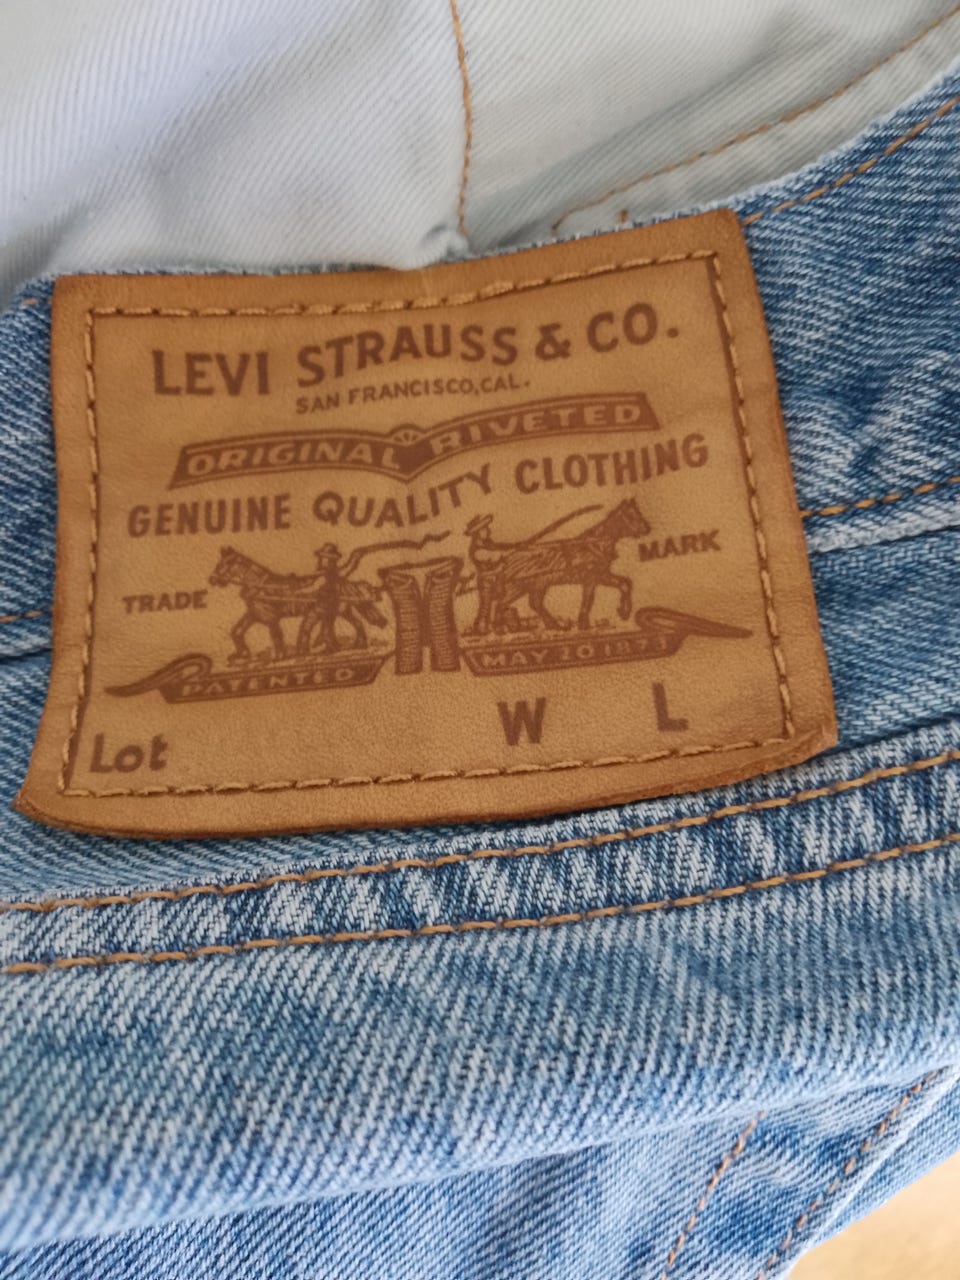 LEVI STRAUSS & CO.
SAN FRANCISCO, CAL.
ORIGINAL RIVETED
GENUINE QUALITY CLOTHING
TRADE MARK
PATENTED MAY 20 1873
Lot W L